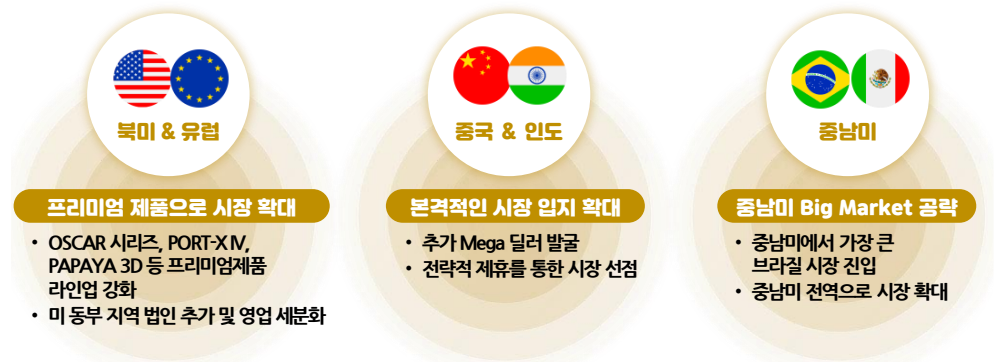 북미 & 유럽
프리미엄 제품으로 시장 확대
• OSCAR 시리즈, PORT-X Ⅳ,
PAPAYA 3D 등 프리미엄제품
라인업 강화
• 미 동부 지역 법인 추가 및 영업 세분화
중국 & 인도
본격적인 시장 입지 확대
• 추가 Mega 딜러 발굴
• 전략적 제휴를 통한 시장 선점
중남미
중남미 Big Market 공략
• 중남미에서 가장 큰
브라질 시장 진입
• 중남미 전역으로 시장 확대